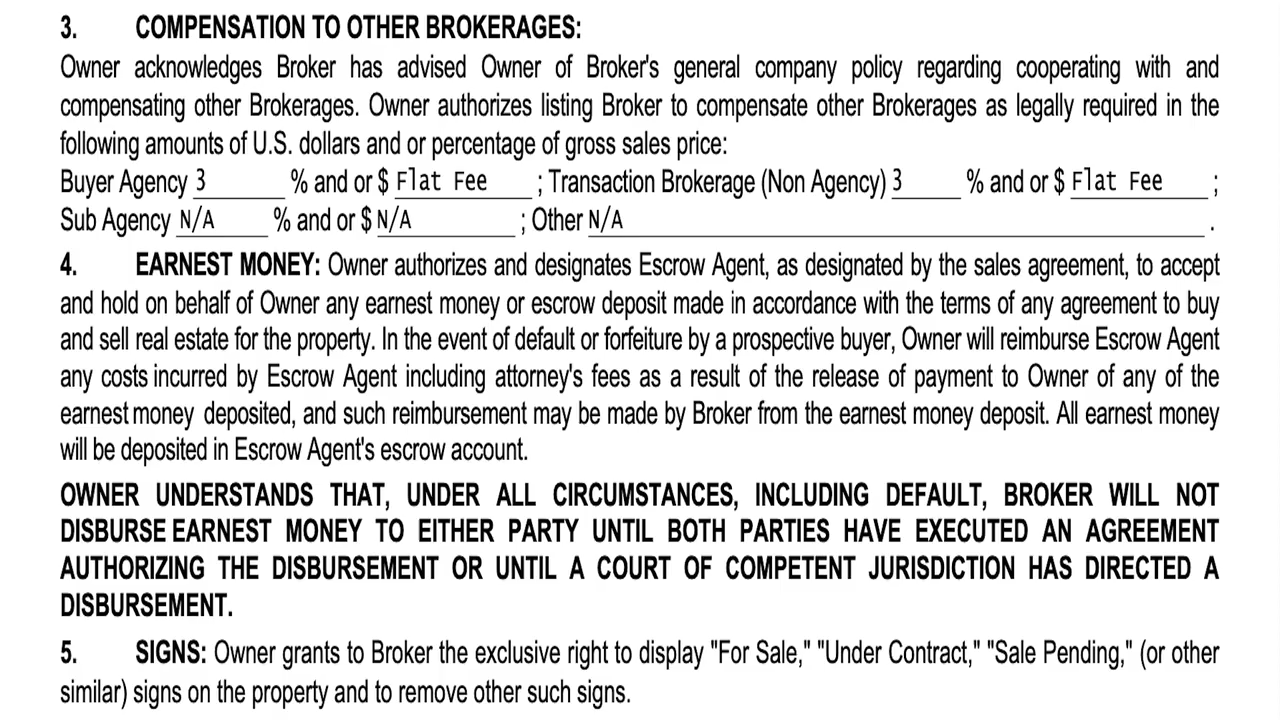 3. COMPENSATION TO OTHER BROKERAGES:
Owner acknowledges Broker has advised Owner of Broker's general company policy regarding cooperating with and
compensating other Brokerages. Owner authorizes listing Broker to compensate other Brokerages as legally required in the
following amounts of U.S. dollars and or percentage of gross sales price:
Buyer Agency 3 % and or $ Flat Fee ; Transaction Brokerage (Non Agency) 3 % and or $ Flat Fee ;
Sub Agency N/A % and or $ N/A ; Other N/A .
4. EARNEST MONEY: Owner authorizes and designates Escrow Agent, as designated by the sales agreement, to accept
and hold on behalf of Owner any earnest money or escrow deposit made in accordance with the terms of any agreement to buy
and sell real estate for the property. In the event of default or forfeiture by a prospective buyer, Owner will reimburse Escrow Agent
any costs incurred by Escrow Agent including attorney's fees as a result of the release of payment to Owner of any of the
earnest money deposited, and such reimbursement may be made by Broker from the earnest money deposit. All earnest money
will be deposited in Escrow Agent's escrow account.
OWNER UNDERSTANDS THAT, UNDER ALL CIRCUMSTANCES, INCLUDING DEFAULT, BROKER WILL NOT
DISBURSE EARNEST MONEY TO EITHER PARTY UNTIL BOTH PARTIES HAVE EXECUTED AN AGREEMENT
AUTHORIZING THE DISBURSEMENT OR UNTIL A COURT OF COMPETENT JURISDICTION HAS DIRECTED A
DISBURSEMENT.
5. SIGNS: Owner grants to Broker the exclusive right to display "For Sale," "Under Contract," "Sale Pending," (or other
similar) signs on the property and to remove other such signs.